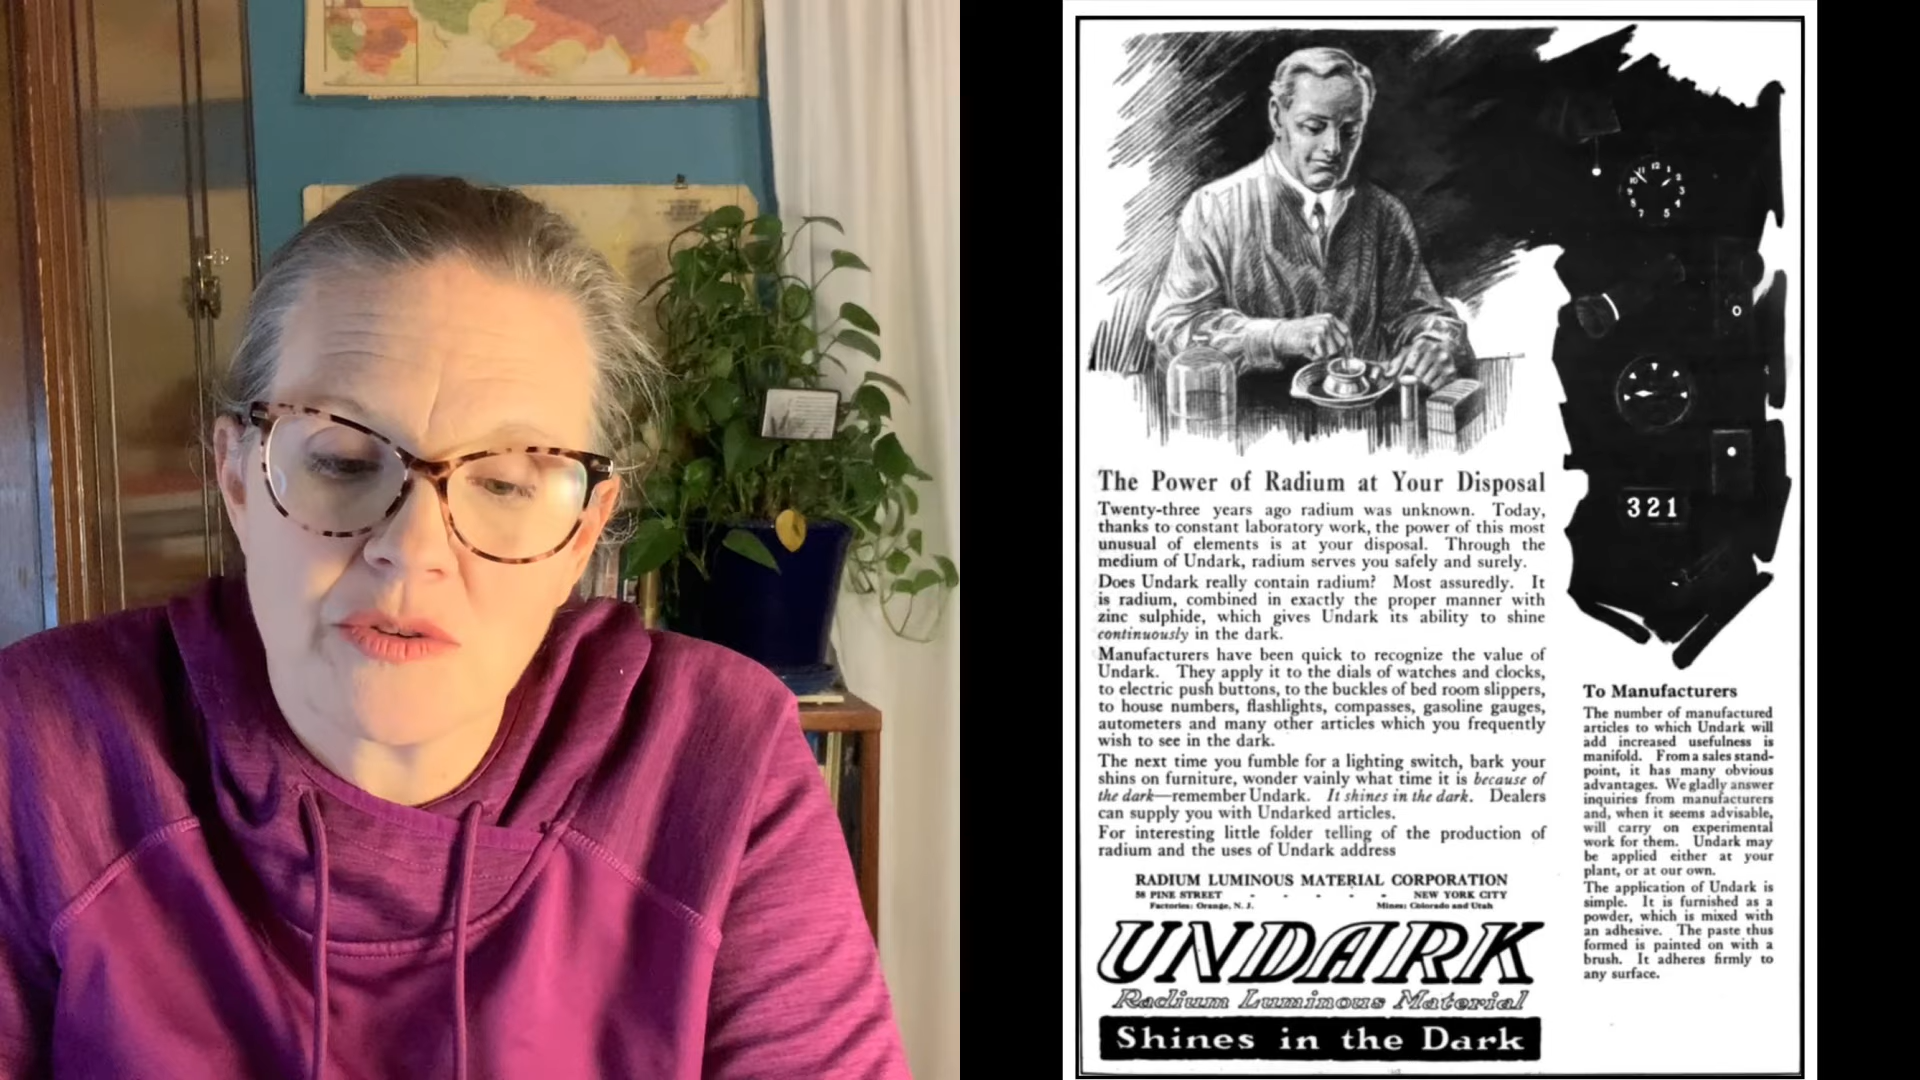 12
11
1
10
2
3
9
4
8
7
5
321
The Power of Radium at Your Disposal
Twenty-three years ago radium was unknown. Today,
thanks to constant laboratory work, the power of this most
unusual of elements is at your disposal. Through the
medium of Undark, radium serves you safely and surely.
Does Undark really contain radium? Most assuredly. It
is radium, combined in exactly the proper manner with
zinc sulphide, which gives Undark its ability to shine
continuously in the dark.
Manufacturers have been quick to recognize the value of
Undark. They apply it to the dials of watches and clocks,
to electric push buttons, to the buckles of bed room slippers,
to house numbers, flashlights, compasses, gasoline gauges,
autometers and many other articles which you frequently
wish to see in the dark.
The next time you fumble for a lighting switch, bark your
shins on furniture, wonder vainly what time it is because of
the dark—remember Undark. It shines in the dark. Dealers
can supply you with Undarked articles.
For interesting little folder telling of the production of
radium and the uses of Undark address
RADIUM LUMINOUS MATERIAL CORPORATION
58 PINE STREET - - - - NEW YORK CITY
Factories: Orange, N. J. Mines: Colorado and Utah
UNDARK
Radium Luminous Material
Shines in the Dark
To Manufacturers
The number of manufactured
articles to which Undark will
add increased usefulness is
manifold. From a sales stand-
point, it has many obvious
advantages. We gladly answer
inquiries from manufacturers
and, when it seems advisable,
will carry on experimental
work for them. Undark may
be applied either at your
plant, or at our own.
The application of Undark is
simple. It is furnished as a
powder, which is mixed with
an adhesive. The paste thus
formed is painted on with a
brush. It adheres firmly to
any surface.